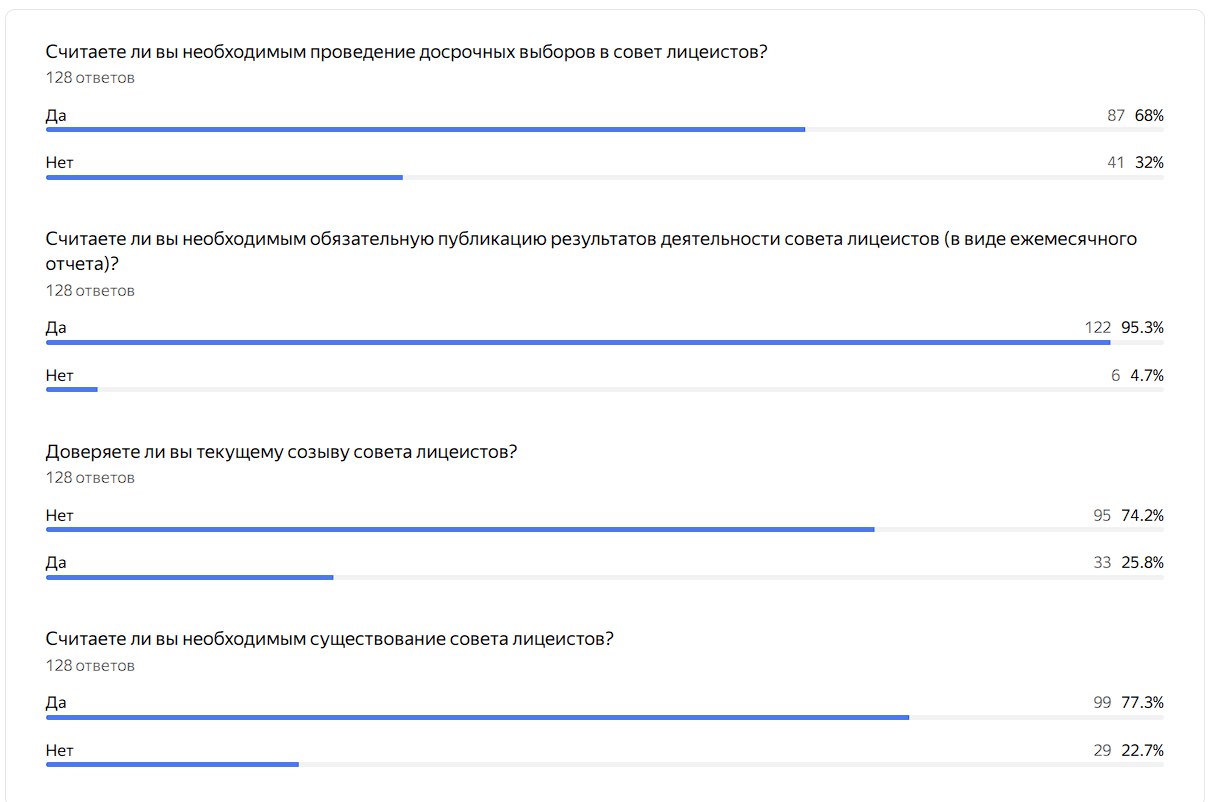 Считаете ли вы необходимым проведение досрочных выборов в совет лицеистов?
128 ответов
Да 87 68%
Нет 41 32%
Считаете ли вы необходимым обязательную публикацию результатов деятельности совета лицеистов (в виде ежемесячного
отчета)?
128 ответов
Да 122 95.3%
Нет 6 4.7%
Доверяете ли вы текущему созыву совета лицеистов?
128 ответов
Нет 95 74.2%
Да 33 25.8%
Считаете ли вы необходимым существование совета лицеистов?
128 ответов
Да 99 77.3%
Нет 29 22.7%